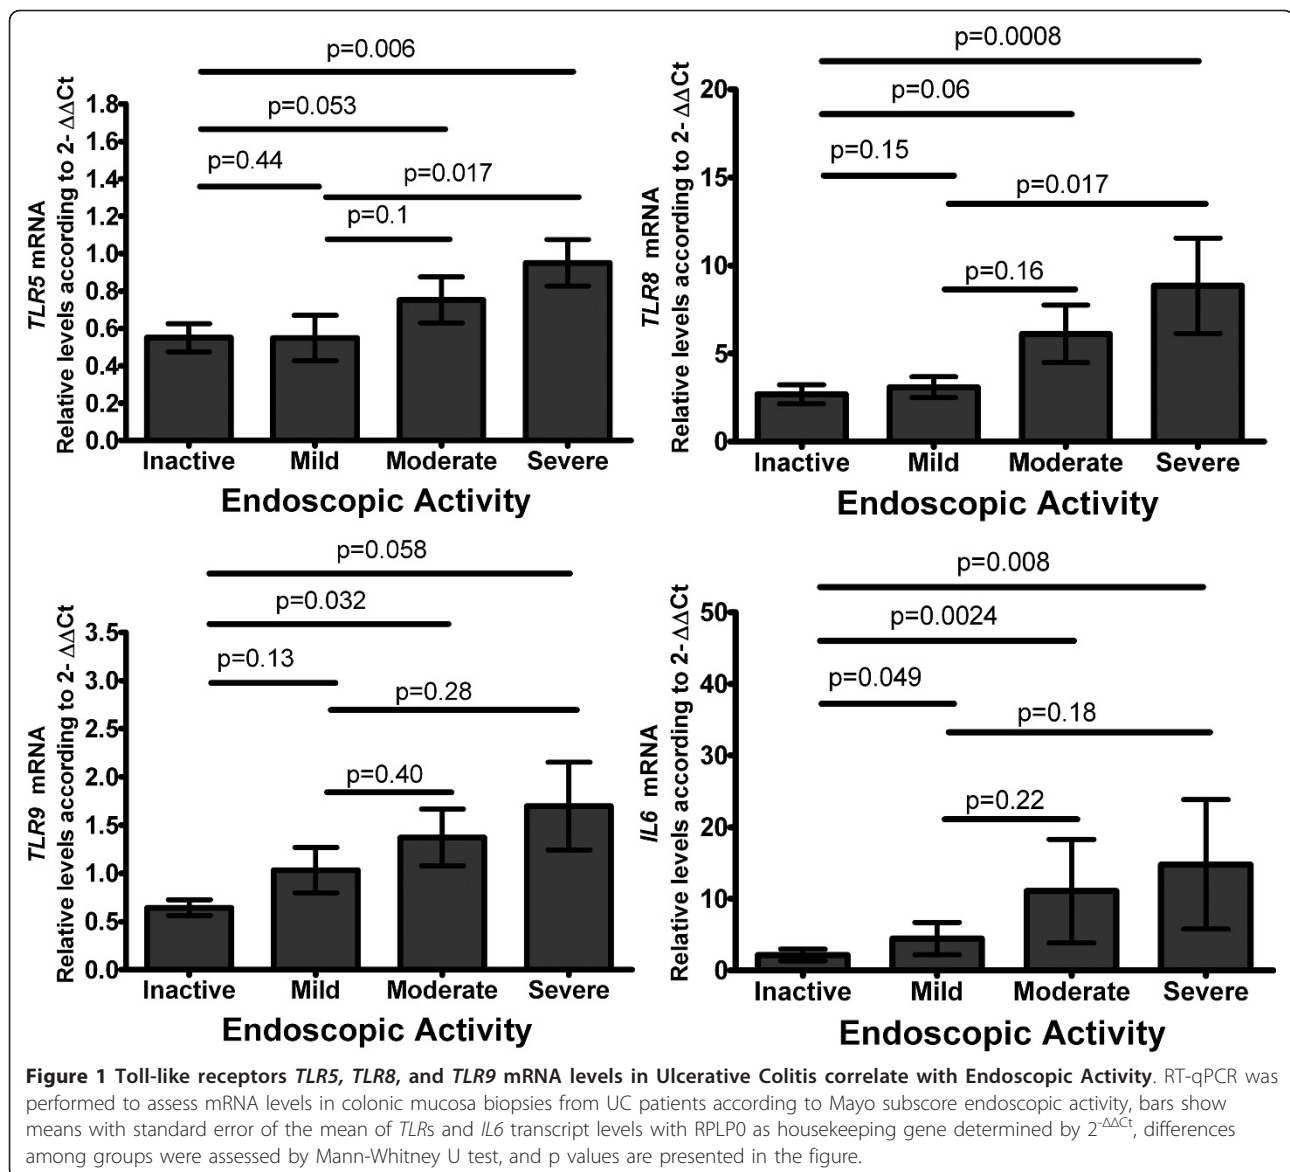 p=0.006
p=0.053
p=0.44
p=0.017
p=0.1
TLR5 mRNA
Relative levels according to 2- ΔΔCt
1.8
1.6
1.4
1.2
1.0
0.8
0.6
0.4
0.2
0.0
Inactive Mild Moderate Severe
Endoscopic Activity
p=0.0008
p=0.06
p=0.15
p=0.017
p=0.16
TLR8 mRNA
Relative levels according to 2- ΔΔCt
20
15
10
5
0
Inactive Mild Moderate Severe
Endoscopic Activity
p=0.058
p=0.032
p=0.13
p=0.28
p=0.40
TLR9 mRNA
Relative levels according to 2- ΔΔCt
3.5
3.0
2.5
2.0
1.5
1.0
0.5
0.0
Inactive Mild Moderate Severe
Endoscopic Activity
p=0.008
p=0.0024
p=0.049
p=0.18
p=0.22
IL6 mRNA
Relative levels according to 2- ΔΔCt
50
40
30
20
10
0
Inactive Mild Moderate Severe
Endoscopic Activity
Figure 1 Toll-like receptors TLR5, TLR8, and TLR9 mRNA levels in Ulcerative Colitis correlate with Endoscopic Activity. RT-qPCR was
performed to assess mRNA levels in colonic mucosa biopsies from UC patients according to Mayo subscore endoscopic activity, bars show
means with standard error of the mean of TLRs and IL6 transcript levels with RPLP0 as housekeeping gene determined by 2-ΔΔCt, differences
among groups were assessed by Mann-Whitney U test, and p values are presented in the figure.